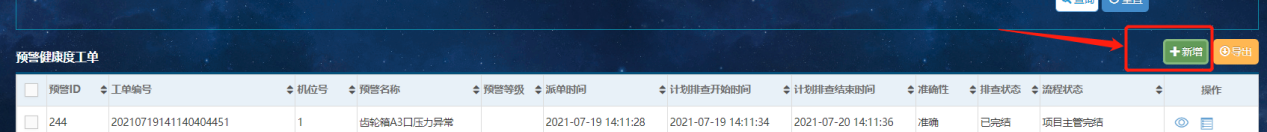 查询 重置
预警健康度工单 新增 导出
预警ID 工单编号 机位号 预警名称 预警等级 派单时间 计划排查开始时间 计划排查结束时间 准确性 排查状态 流程状态 操作
244 20210719141140404451 1 齿轮箱A3口压力异常 2021-07-19 14:11:28 2021-07-19 14:11:34 2021-07-20 14:11:36 准确 已完结 项目主管完结